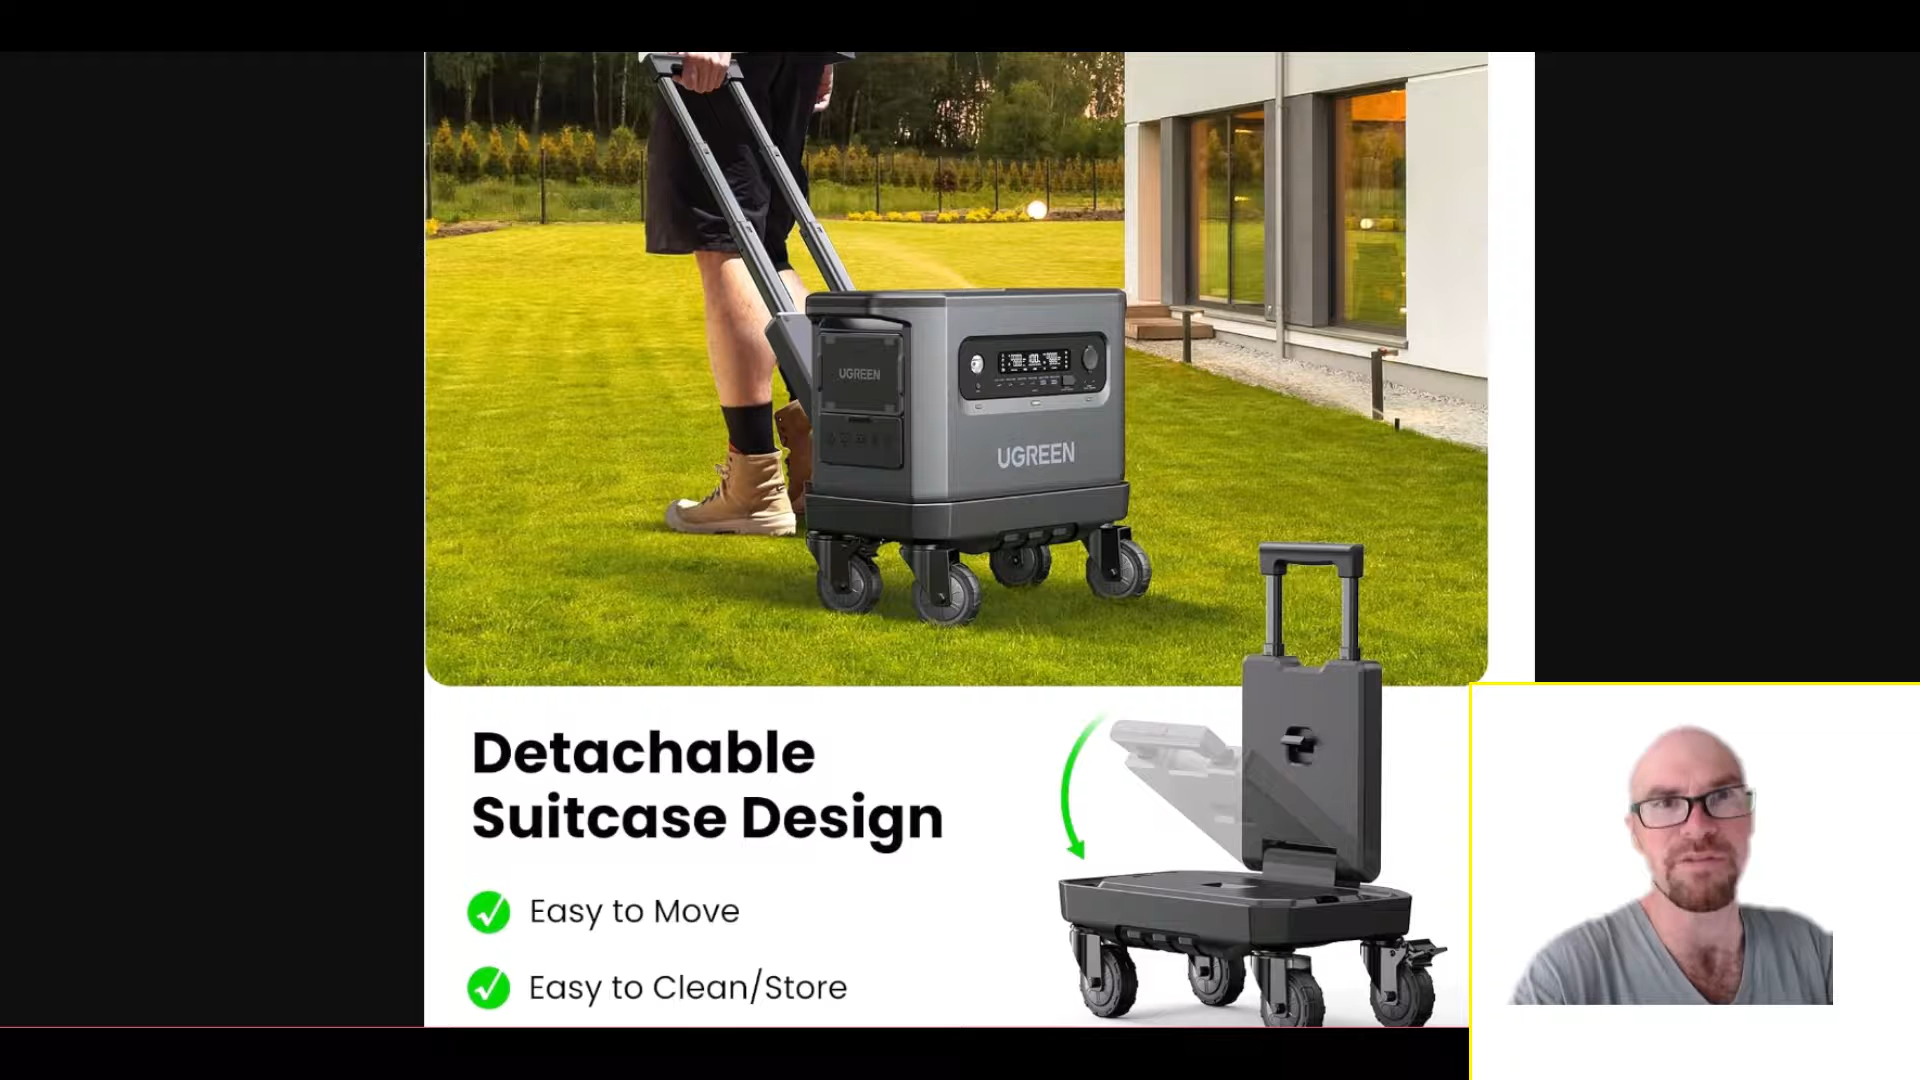 UGREEN
UGREEN
Detachable
Suitcase Design
Easy to Move
Easy to Clean/Store